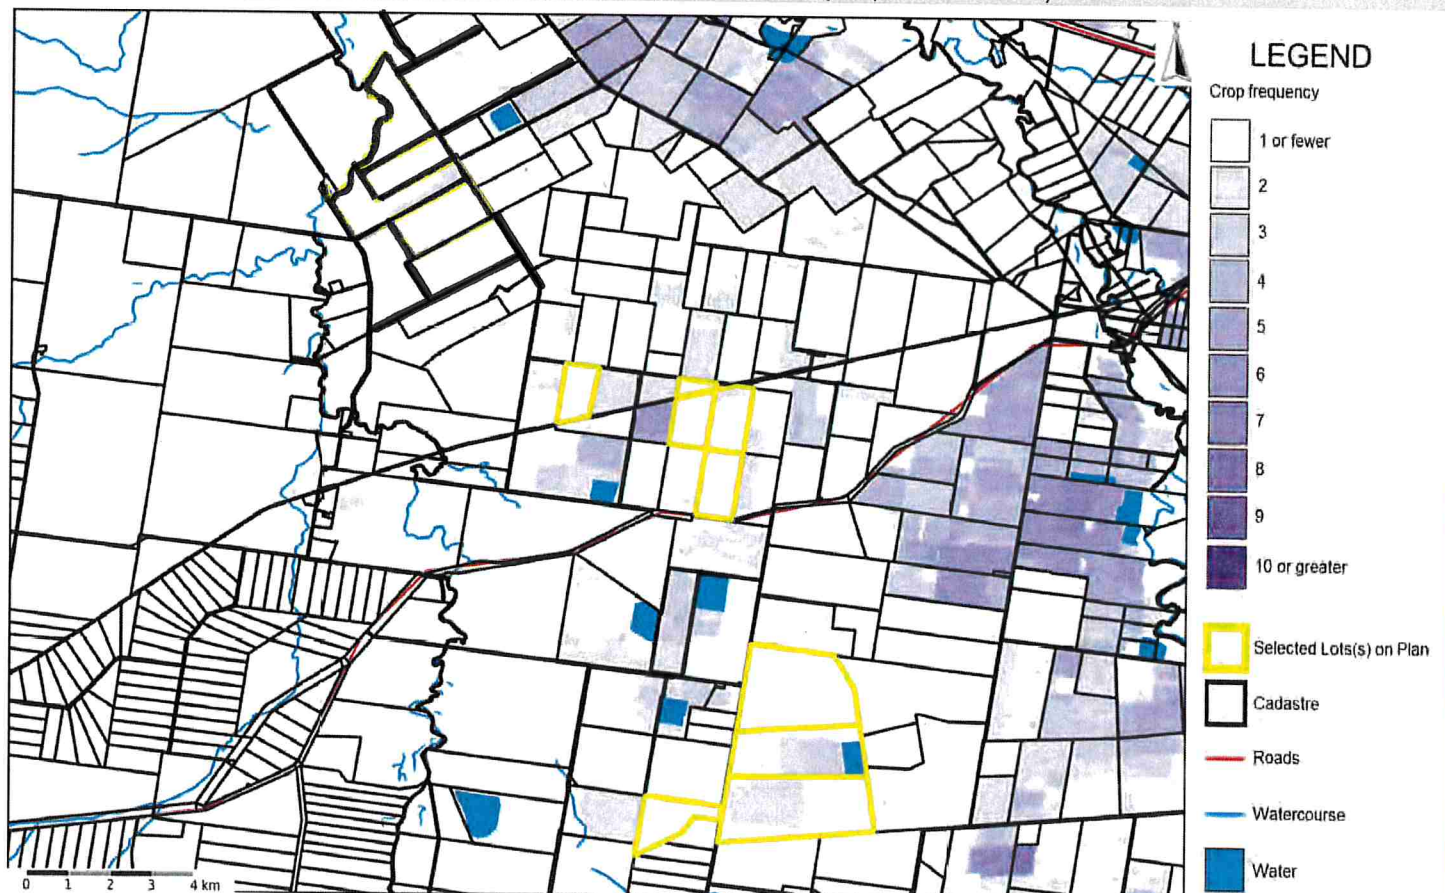 LEGEND
Crop frequency
1 or fewer
2
3
4
5
6
7
8
9
10 or greater
Selected Lots(s) on Plan
Cadastre
Roads
Watercourse
Water
0 1 2 3 4 km